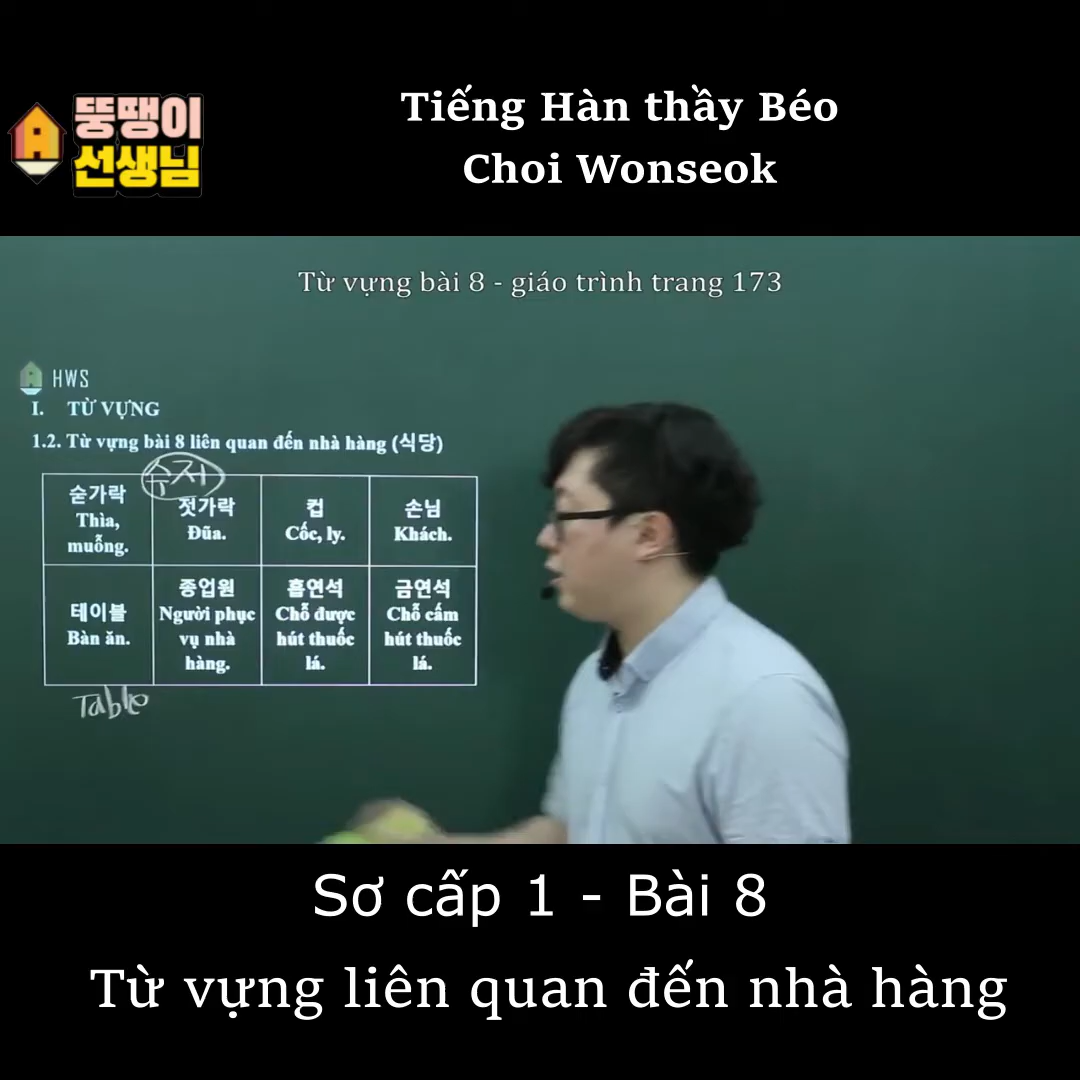 뚱땡이
선생님
Tiếng Hàn thầy Béo
Choi Wonseok
Từ vựng bài 8 - giáo trình trang 173
HWS
I. TỪ VỰNG
1.2. Từ vựng bài 8 liên quan đến nhà hàng (식당)
수저
숟가락
Thìa,
muỗng.
젓가락
Đũa.
컵
Cốc, ly.
손님
Khách.
테이블
Bàn ăn.
종업원
Người phục
vụ nhà
hàng.
흡연석
Chỗ được
hút thuốc
lá.
금연석
Chỗ cấm
hút thuốc
lá.
Table
Sơ cấp 1 - Bài 8
Từ vựng liên quan đến nhà hàng